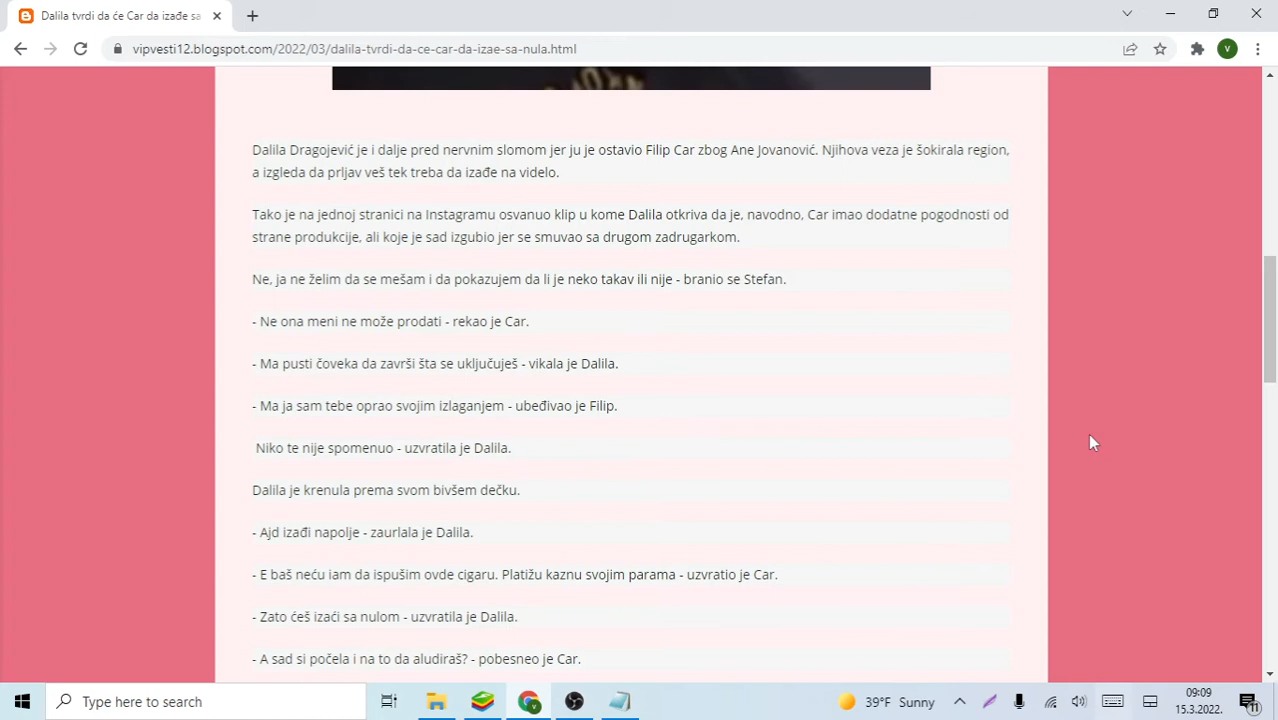 Dalila tvrdi da će Car da izađe sa
vipvesti12.blogspot.com/2022/03/dalila-tvrdi-da-ce-car-da-izae-sa-nula.html
V
Dalila Dragojević je i dalje pred nervnim slomom jer ju je ostavio Filip Car zbog Ane Jovanović. Njihova veza je šokirala region,
a izgleda da prljav veš tek treba da izađe na videlo.
Tako je na jednoj stranici na Instagramu osvanuo klip u kome Dalila otkriva da je, navodno, Car imao dodatne pogodnosti od
strane produkcije, ali koje je sad izgubio jer se smuvao sa drugom zadrugarkom.
Ne, ja ne želim da se mešam i da pokazujem da li je neko takav ili nije - branio se Stefan.
- Ne ona meni ne može prodati - rekao je Car.
- Ma pusti čoveka da završi šta se uključuješ - vikala je Dalila.
- Ma ja sam tebe oprao svojim izlaganjem - ubeđivao je Filip.
Niko te nije spomenuo - uzvratila je Dalila.
Dalila je krenula prema svom bivšem dečku.
- Ajd izađi napolje - zaurlala je Dalila.
- E baš neću iam da ispušim ovde cigaru. Platižu kaznu svojim parama - uzvratio je Car.
- Zato ćeš izaći sa nulom - uzvratila je Dalila.
- A sad si počela i na to da aludiraš? - pobesneo je Car.
Type here to search
39°F Sunny
09:09
15.3.2022.
11